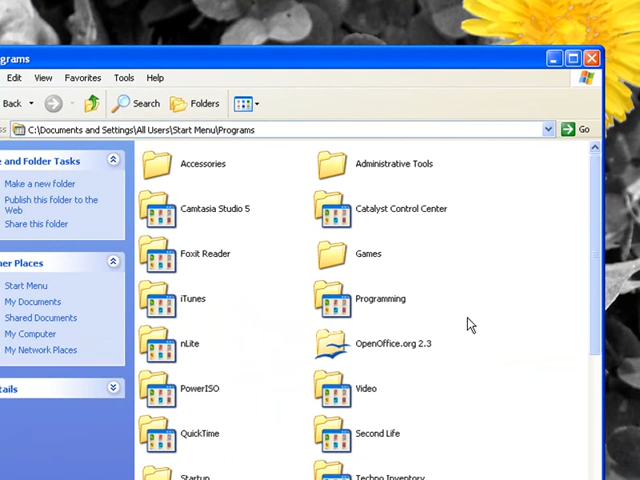 ograms
Edit View Favorites Tools Help
Back Search Folders
ss C:\Documents and Settings\All Users\Start Menu\Programs Go
e and Folder Tasks
Make a new folder
Publish this folder to the
Web
Share this folder
her Places
Start Menu
My Documents
Shared Documents
My Computer
My Network Places
etails
Accessories Administrative Tools
Camtasia Studio 5 Catalyst Control Center
Foxit Reader Games
iTunes Programming
nLite OpenOffice.org 2.3
PowerISO Video
QuickTime Second Life
Startup Techno Inventory